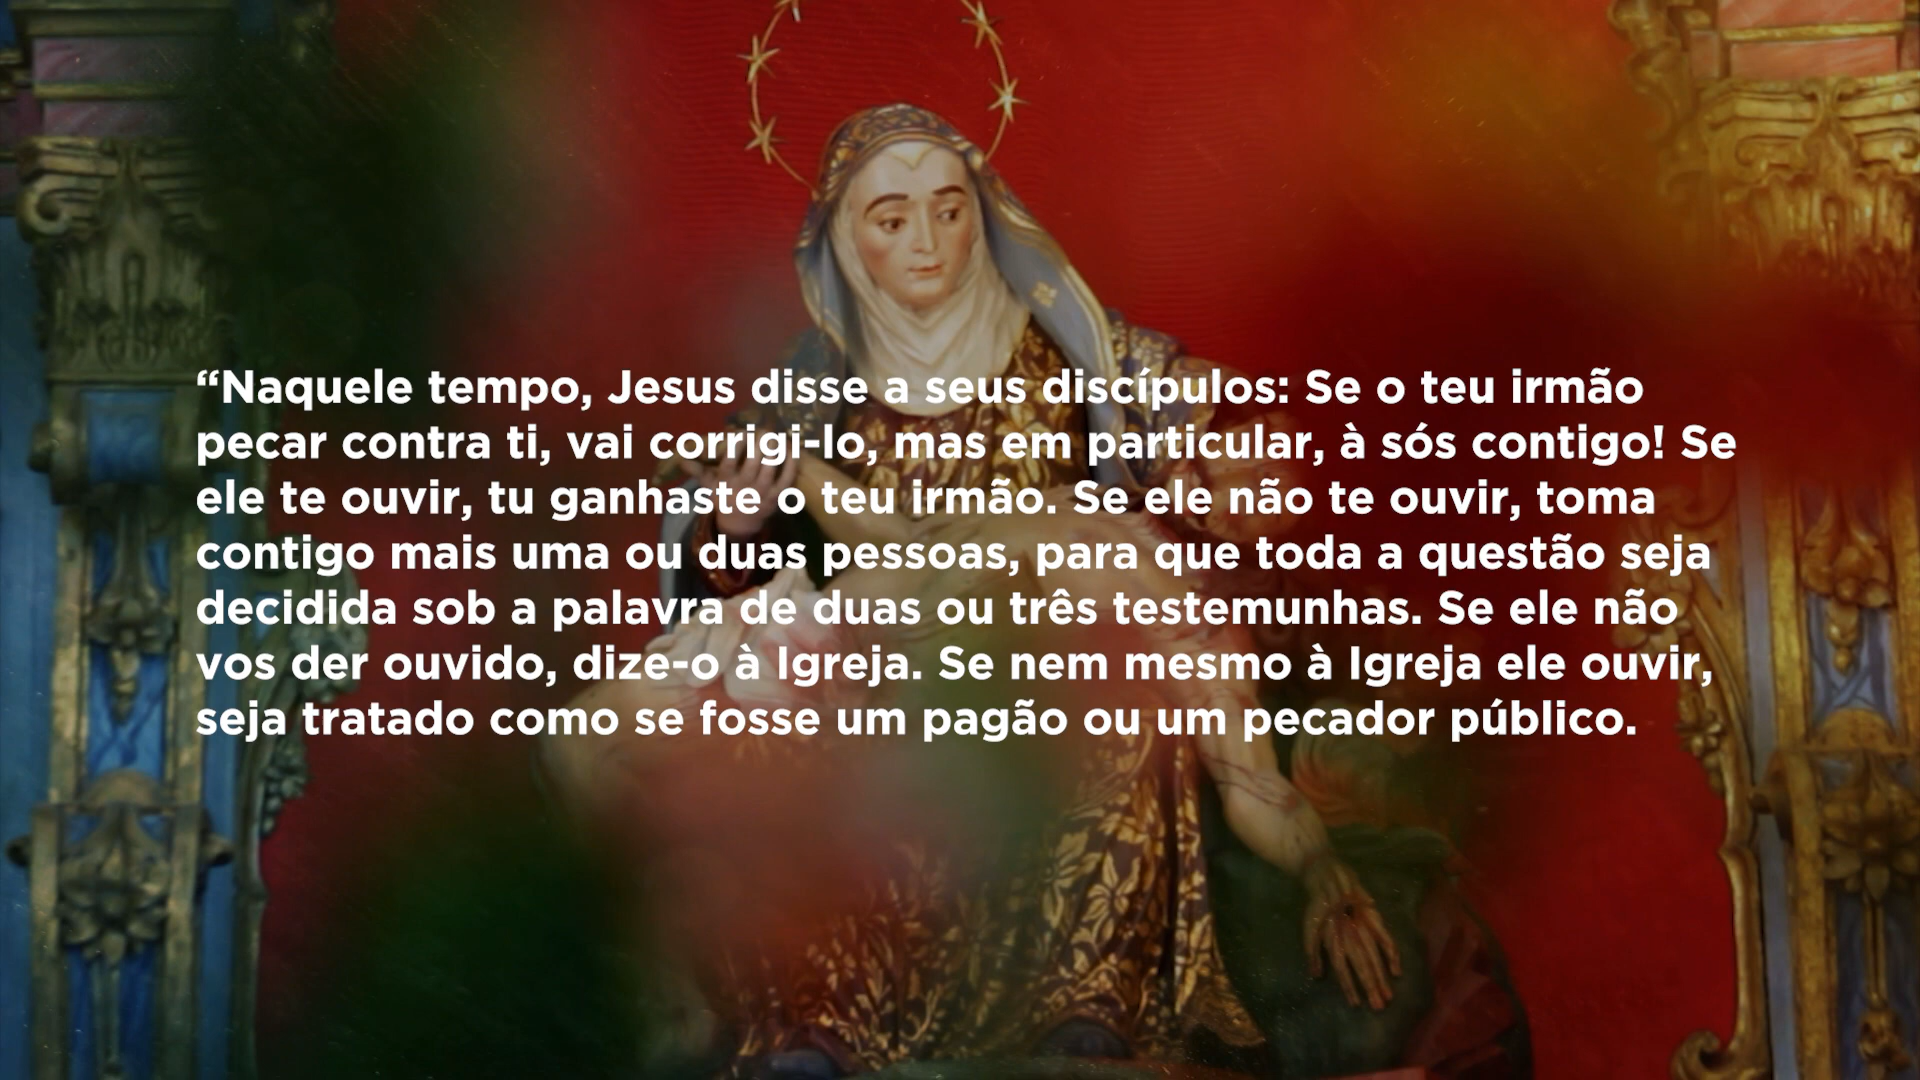 “Naquele tempo, Jesus disse a seus discípulos: Se o teu irmão
pecar contra ti, vai corrigi-lo, mas em particular, à sós contigo! Se
ele te ouvir, tu ganhaste o teu irmão. Se ele não te ouvir, toma
contigo mais uma ou duas pessoas, para que toda a questão seja
decidida sob a palavra de duas ou três testemunhas. Se ele não
vos der ouvido, dize-o à Igreja. Se nem mesmo à Igreja ele ouvir,
seja tratado como se fosse um pagão ou um pecador público.